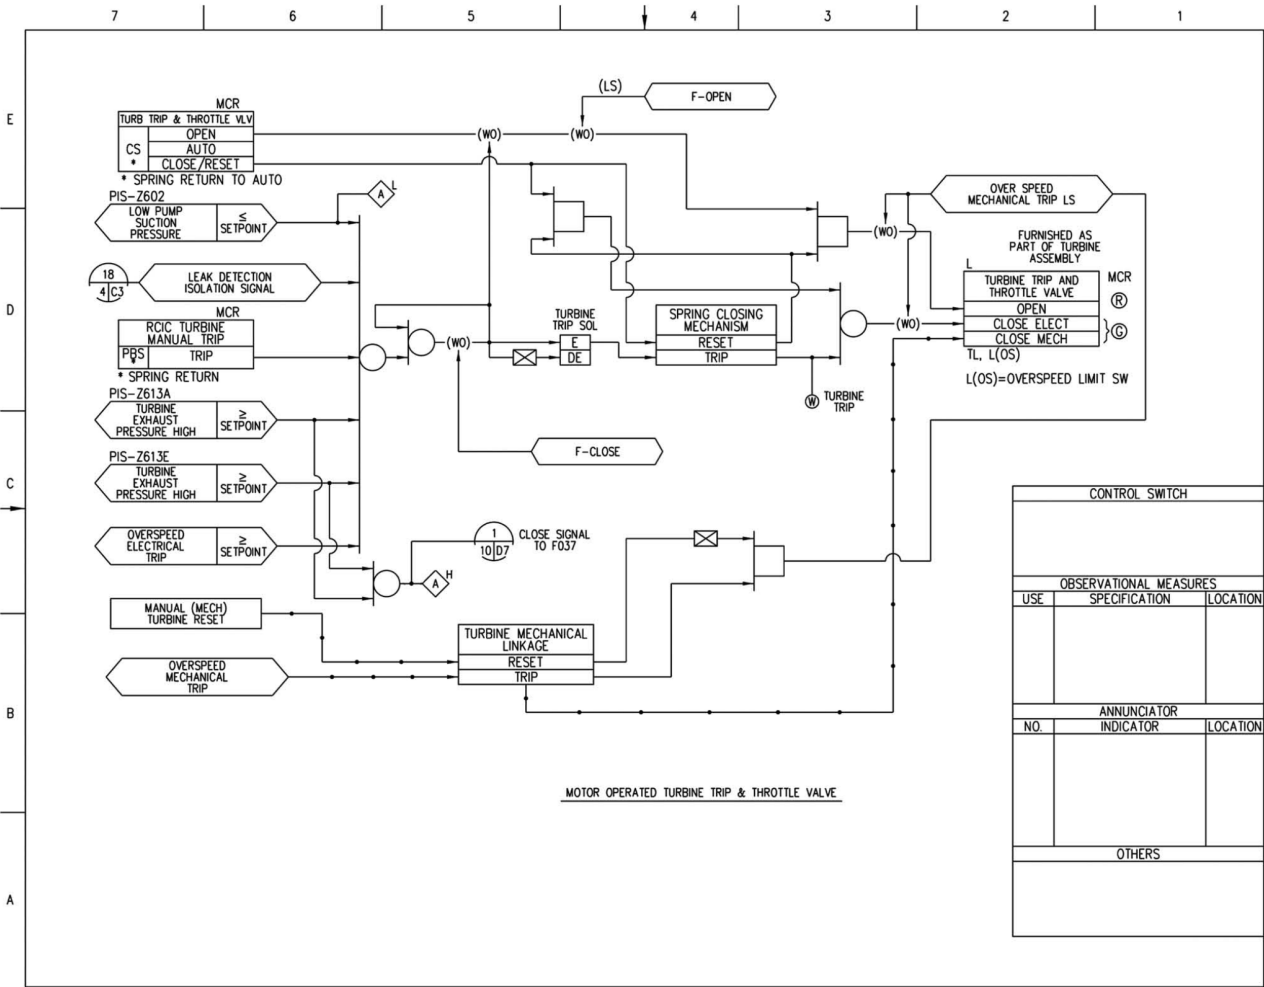 7 6 5 4 3 2 1
E
D
C
B
A
MCR
TURB TRIP & THROTTLE VLV
CS
*
OPEN
AUTO
CLOSE/RESET
* SPRING RETURN TO AUTO
PIS-Z602
LOW PUMP
SUCTION
PRESSURE
≤
SETPOINT
A
L
18
4 C3
LEAK DETECTION
ISOLATION SIGNAL
MCR
RCIC TURBINE
MANUAL TRIP
PBS
*
TRIP
* SPRING RETURN
PIS-Z613A
TURBINE
EXHAUST
PRESSURE HIGH
≥
SETPOINT
PIS-Z613E
TURBINE
EXHAUST
PRESSURE HIGH
≥
SETPOINT
OVERSPEED
ELECTRICAL
TRIP
≥
SETPOINT
MANUAL (MECH)
TURBINE RESET
OVERSPEED
MECHANICAL
TRIP
(LS)
F-OPEN
(WO)
(WO)
(WO)
TURBINE
TRIP SOL
E
DE
SPRING CLOSING
MECHANISM
RESET
TRIP
W
TURBINE
TRIP
F-CLOSE
1
10 D7
CLOSE SIGNAL
TO F037
A
H
TURBINE MECHANICAL
LINKAGE
RESET
TRIP
OVER SPEED
MECHANICAL TRIP LS
(WO)
(WO)
FURNISHED AS
PART OF TURBINE
ASSEMBLY
L
MCR
TURBINE TRIP AND
THROTTLE VALVE
OPEN
CLOSE ELECT
CLOSE MECH
R
G
TL, L(OS)
L(OS)=OVERSPEED LIMIT SW
MOTOR OPERATED TURBINE TRIP & THROTTLE VALVE
CONTROL SWITCH
OBSERVATIONAL MEASURES
USE SPECIFICATION LOCATION
ANNUNCIATOR
NO. INDICATOR LOCATION
OTHERS